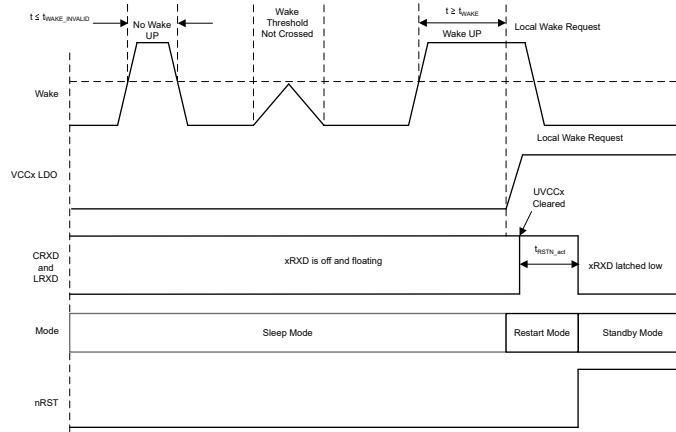 t ≤ tWAKE_INVALID
No Wake
UP
Wake
Threshold
Not Crossed
t ≥ tWAKE
Wake UP
Local Wake Request
Wake
Local Wake Request
VCCx LDO
UVCCx
Cleared
CRXD
and
LRXD
xRXD is off and floating
tRSTN_act
xRXD latched low
Mode
Sleep Mode
Restart Mode
Standby Mode
nRST